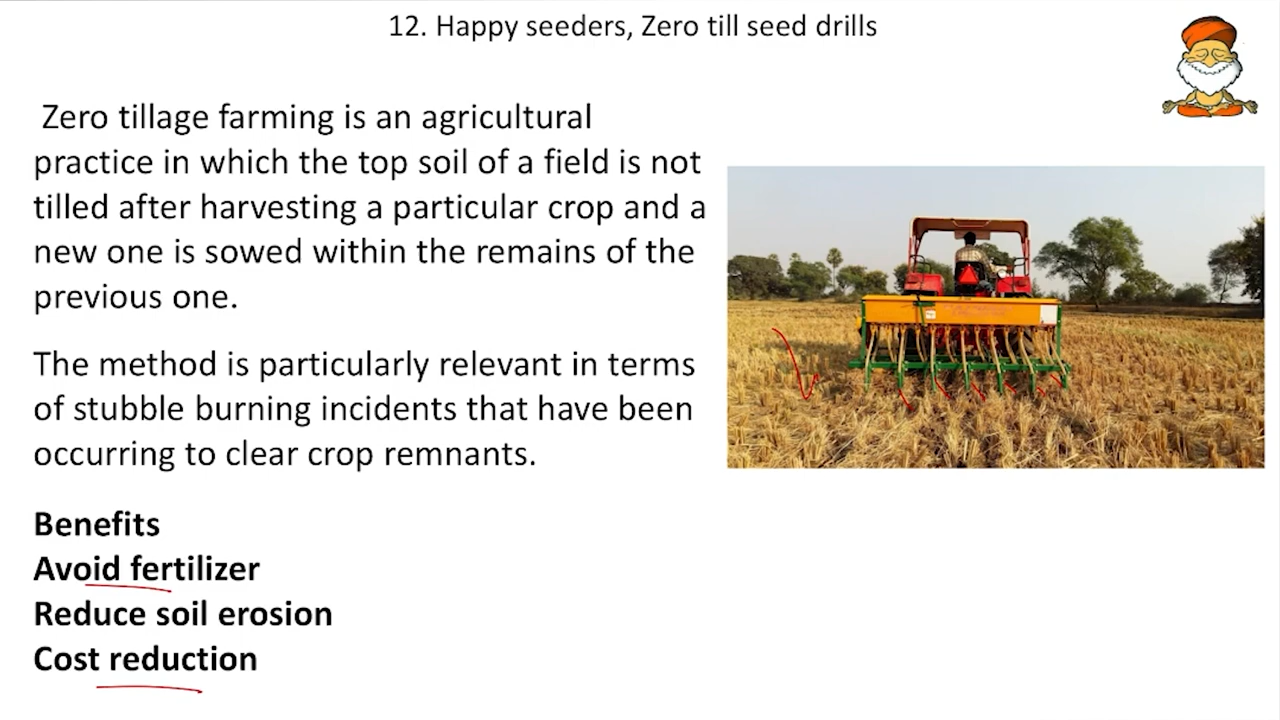 12. Happy seeders, Zero till seed drills
Zero tillage farming is an agricultural
practice in which the top soil of a field is not
tilled after harvesting a particular crop and a
new one is sowed within the remains of the
previous one.
The method is particularly relevant in terms
of stubble burning incidents that have been
occurring to clear crop remnants.
Benefits
Avoid fertilizer
Reduce soil erosion
Cost reduction